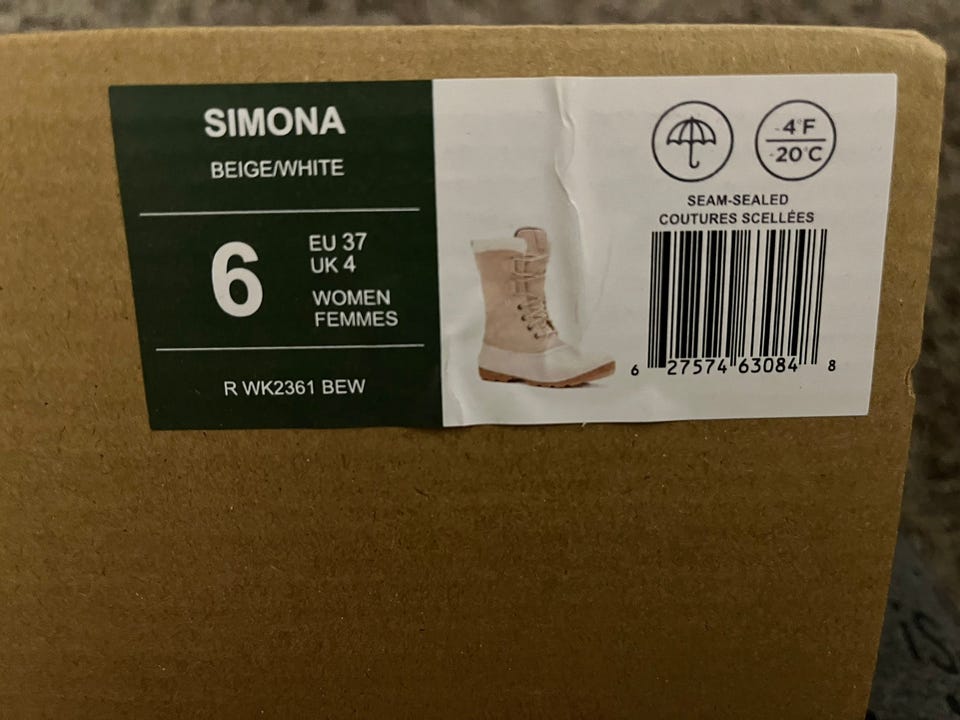 SIMONA
BEIGE/WHITE
6
EU 37
UK 4
WOMEN
FEMMES
R WK2361 BEW
-4°F
-20°C
SEAM-SEALED
COUTURES SCELLÉES
6 27574 63084 8